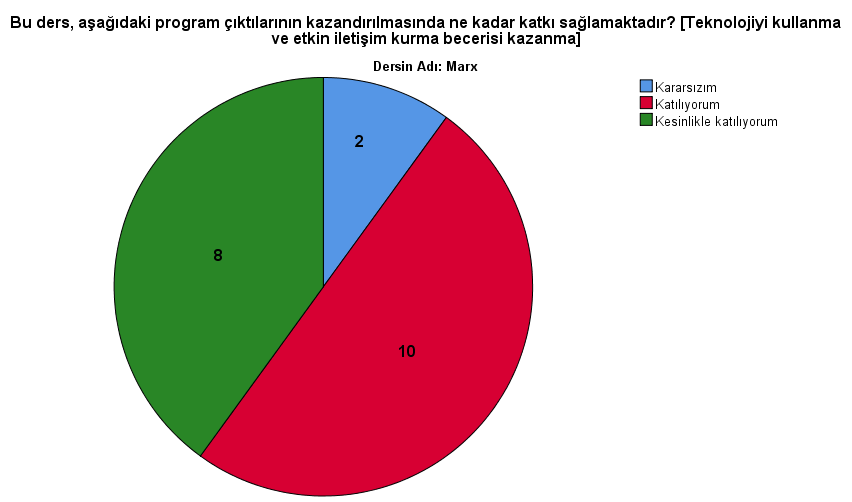 Bu ders, aşağıdaki program çıktılarının kazandırılmasında ne kadar katkı sağlamaktadır? [Teknolojiyi kullanma
ve etkin iletişim kurma becerisi kazanma]
Dersin Adı: Marx
Kararsızım
Katılıyorum
Kesinlikle katılıyorum
2
8
10